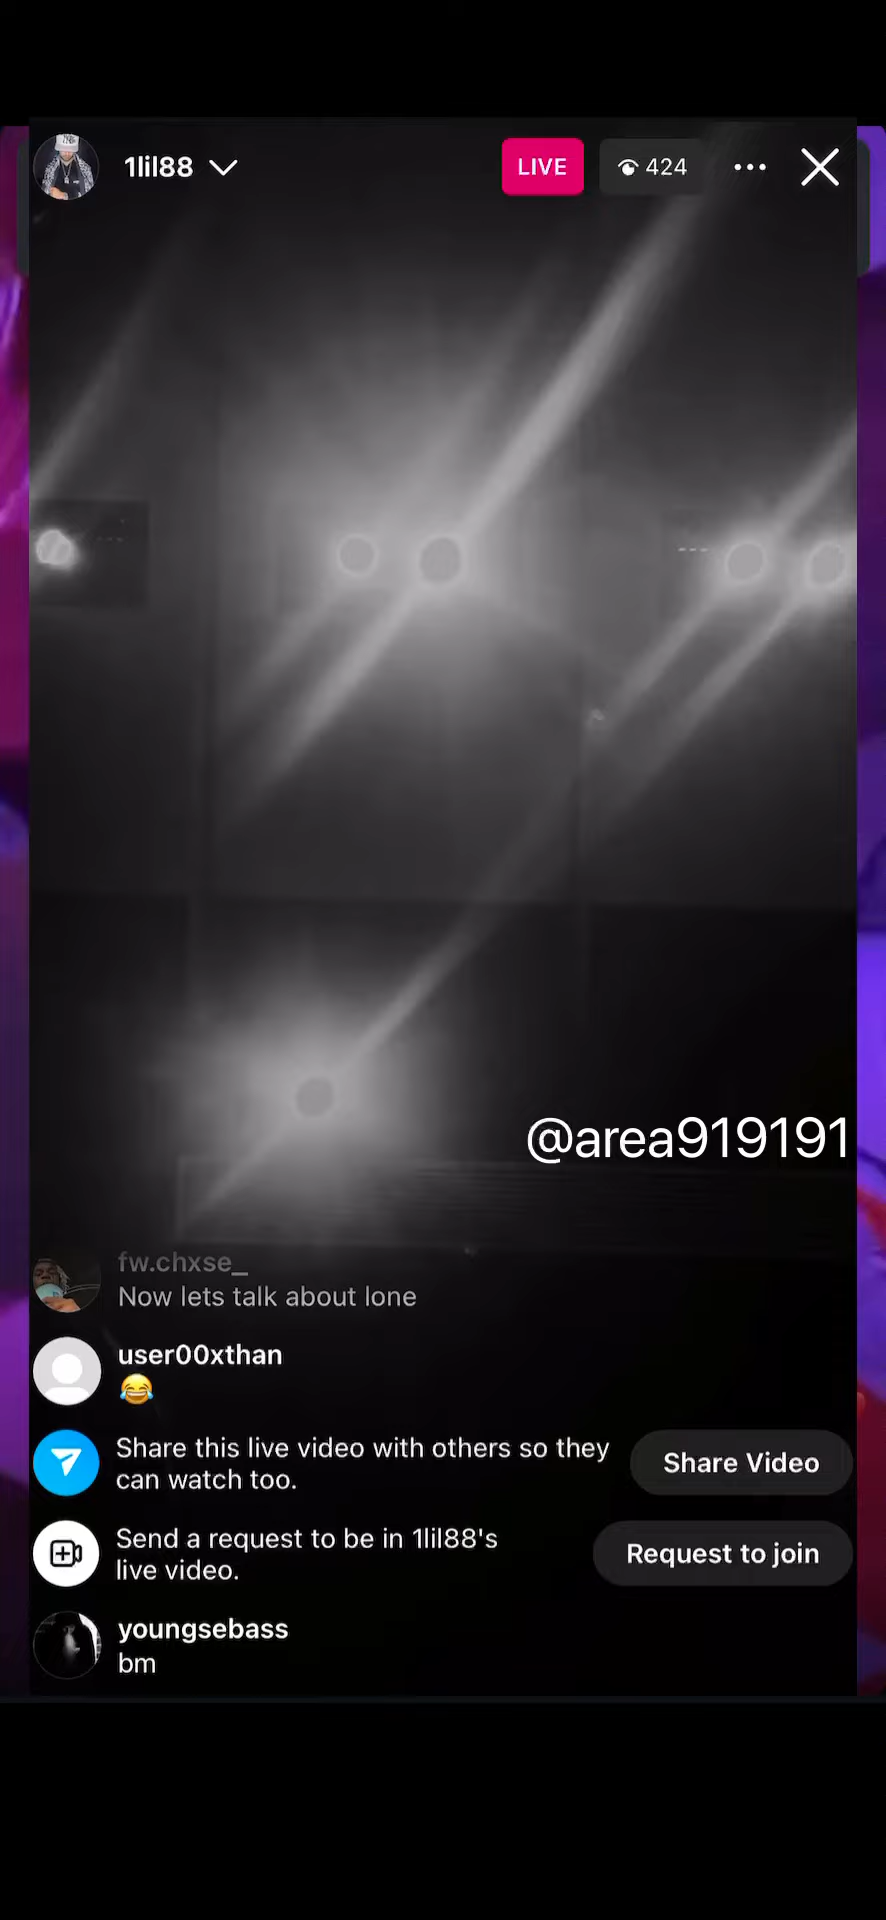 1lil88
LIVE
424
@area919191
fw.chxse_
Now lets talk about lone
user00xthan
😂
Share this live video with others so they
can watch too.
Share Video
Send a request to be in 1lil88's
live video.
Request to join
youngsebass
bm